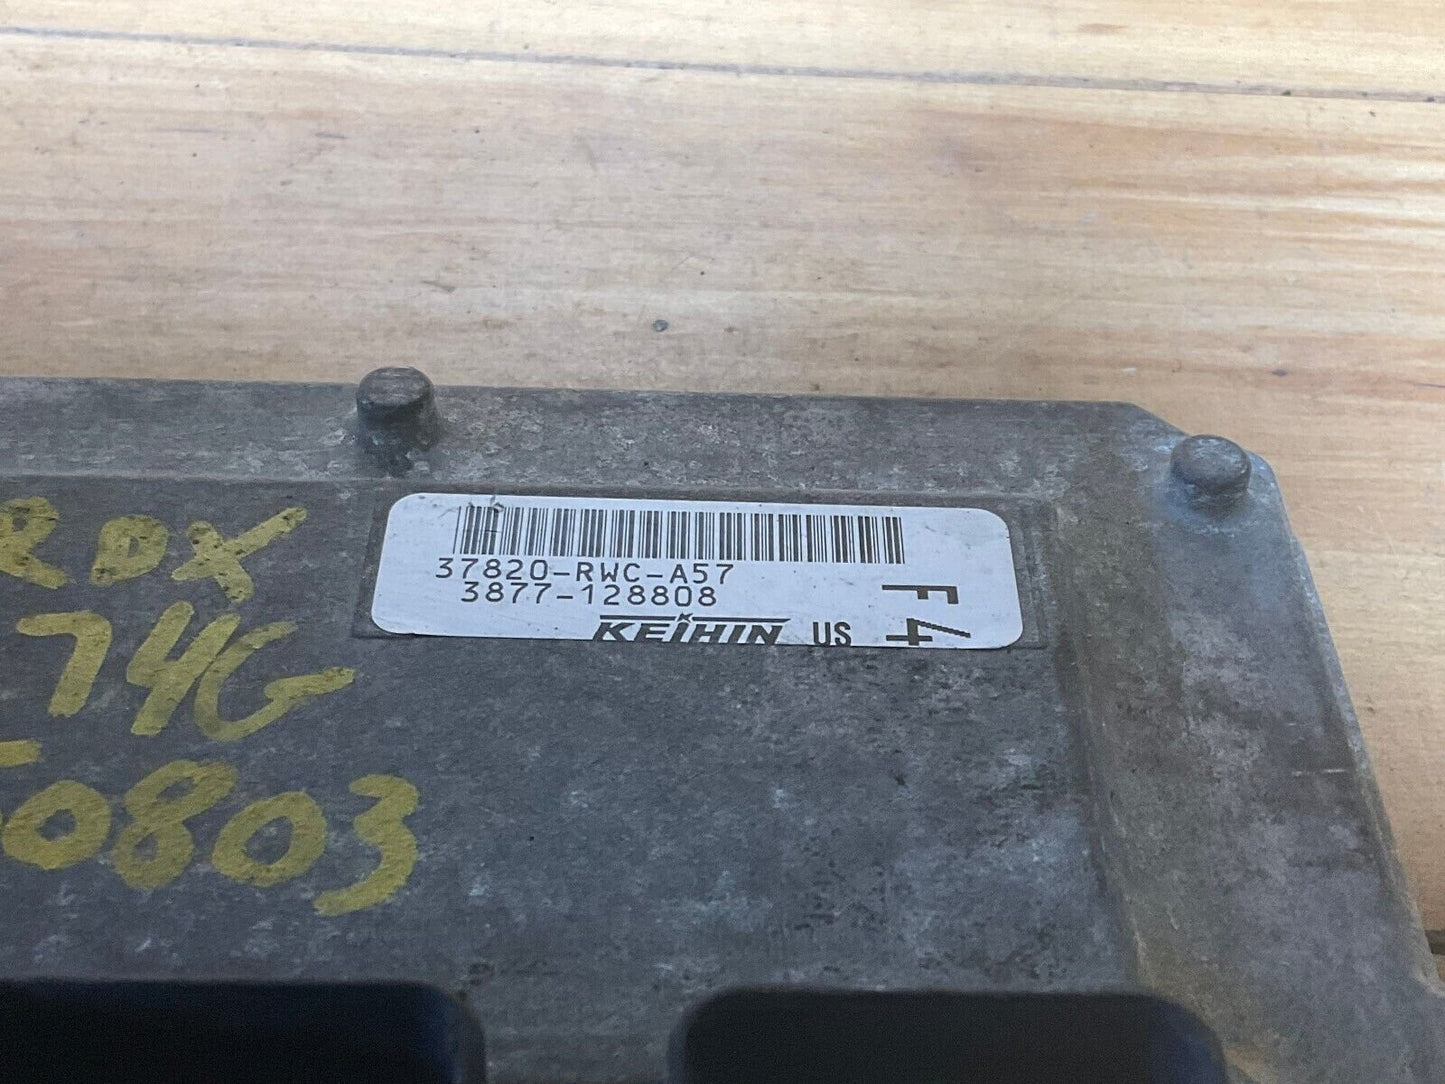 RDX
74G
0803
37820-RWC-A57
3877-128808
KEIHIN US
F4